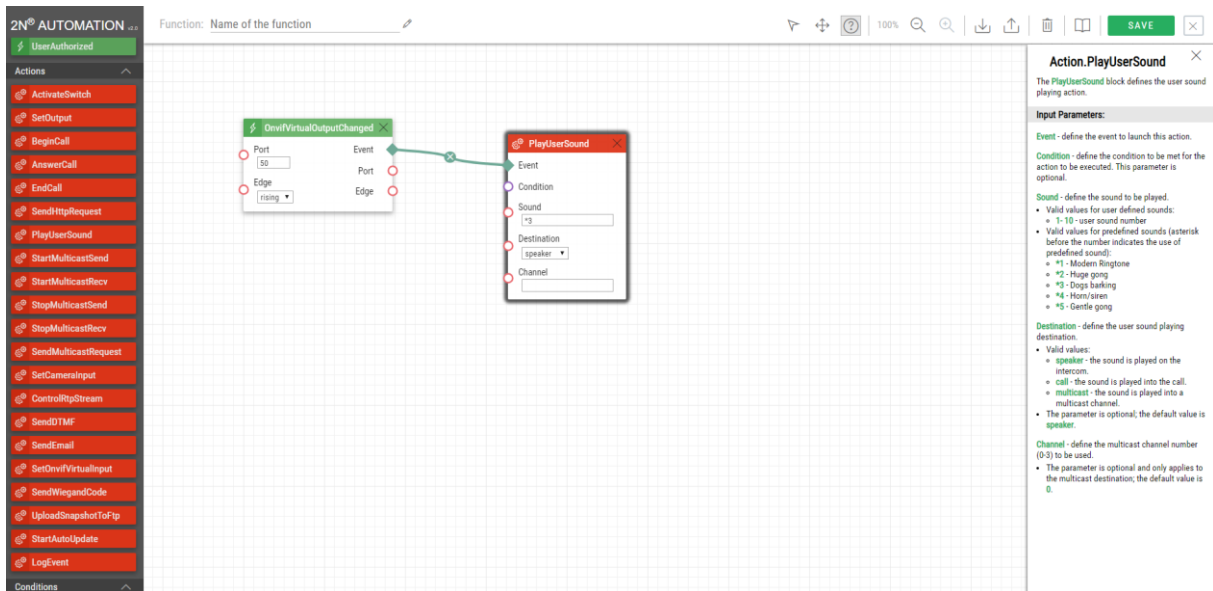 2N® AUTOMATION v2.0
Function: Name of the function
100%
SAVE
UserAuthorized
Actions
ActivateSwitch
SetOutput
BeginCall
AnswerCall
EndCall
SendHttpRequest
PlayUserSound
StartMulticastSend
StartMulticastRecv
StopMulticastSend
StopMulticastRecv
SendMulticastRequest
SetCameraInput
ControlRtpStream
SendDTMF
SendEmail
SetOnvifVirtualInput
SendWiegandCode
UploadSnapshotToFtp
StartAutoUpdate
LogEvent
Conditions
OnvifVirtualOutputChanged
Port Event
50
Port
Edge
Edge
rising
PlayUserSound
Event
Condition
Sound
*3
Destination
speaker
Channel
Action.PlayUserSound
The PlayUserSound block defines the user sound
playing action.
Input Parameters:
Event - define the event to launch this action.
Condition - define the condition to be met for the
action to be executed. This parameter is
optional.
Sound - define the sound to be played.
• Valid values for user defined sounds:
1- 10 - user sound number
• Valid values for predefined sounds (asterisk
before the number indicates the use of
predefined sound):
*1 - Modern Ringtone
*2 - Huge gong
*3 - Dogs barking
*4 - Horn/siren
*5 - Gentle gong
Destination - define the user sound playing
destination.
• Valid values:
speaker - the sound is played on the
intercom.
call - the sound is played into the call.
multicast - the sound is played into a
multicast channel.
• The parameter is optional; the default value is
speaker.
Channel - define the multicast channel number
(0-3) to be used.
• The parameter is optional and only applies to
the multicast destination; the default value is
0.